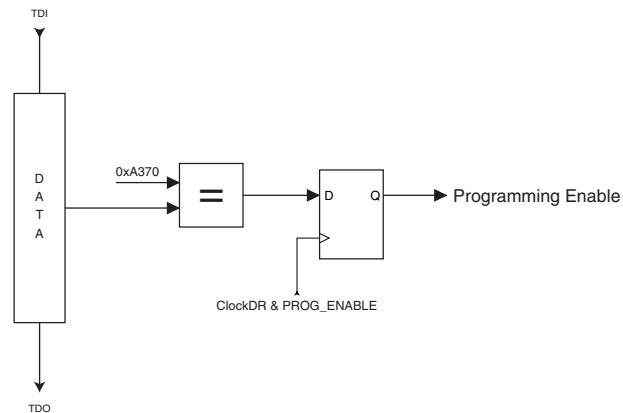 TDI
D
A
T
A
0xA370
=
D
Q
Programming Enable
ClockDR & PROG_ENABLE
TDO